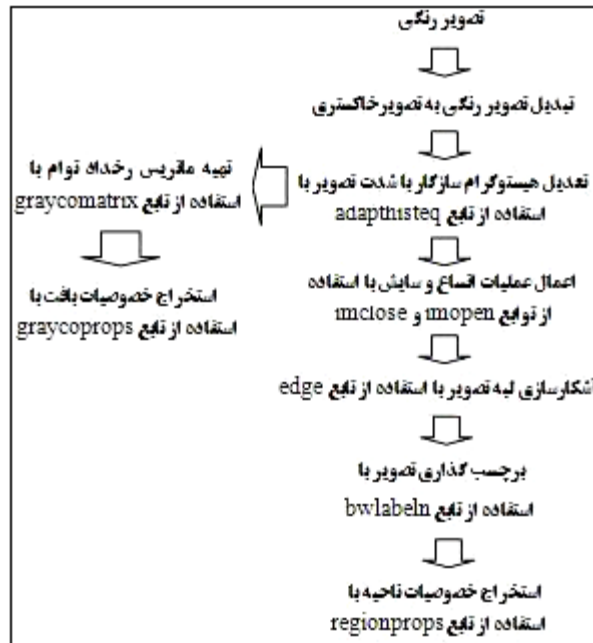 تصویر رنگی
تبدیل تصویر رنگی به تصویر خاکستری
تعدیل هیستوگرام سازگار با شدت تصویر با
استفاده از تابع adapthisteq
تهیه ماتریس رخداد توام با
استفاده از تابع graycomatrix
استخراج خصوصیات بافت با
استفاده از تابع graycoprops
اعمال عملیات اتساع و سایش با استفاده
از توابع imopen و imclose
آشکارسازی لبه تصویر با استفاده از تابع edge
برچسب گذاری تصویر با
استفاده از تابع bwlabeln
استخراج خصوصیات ناحیه با
استفاده از تابع regionprops